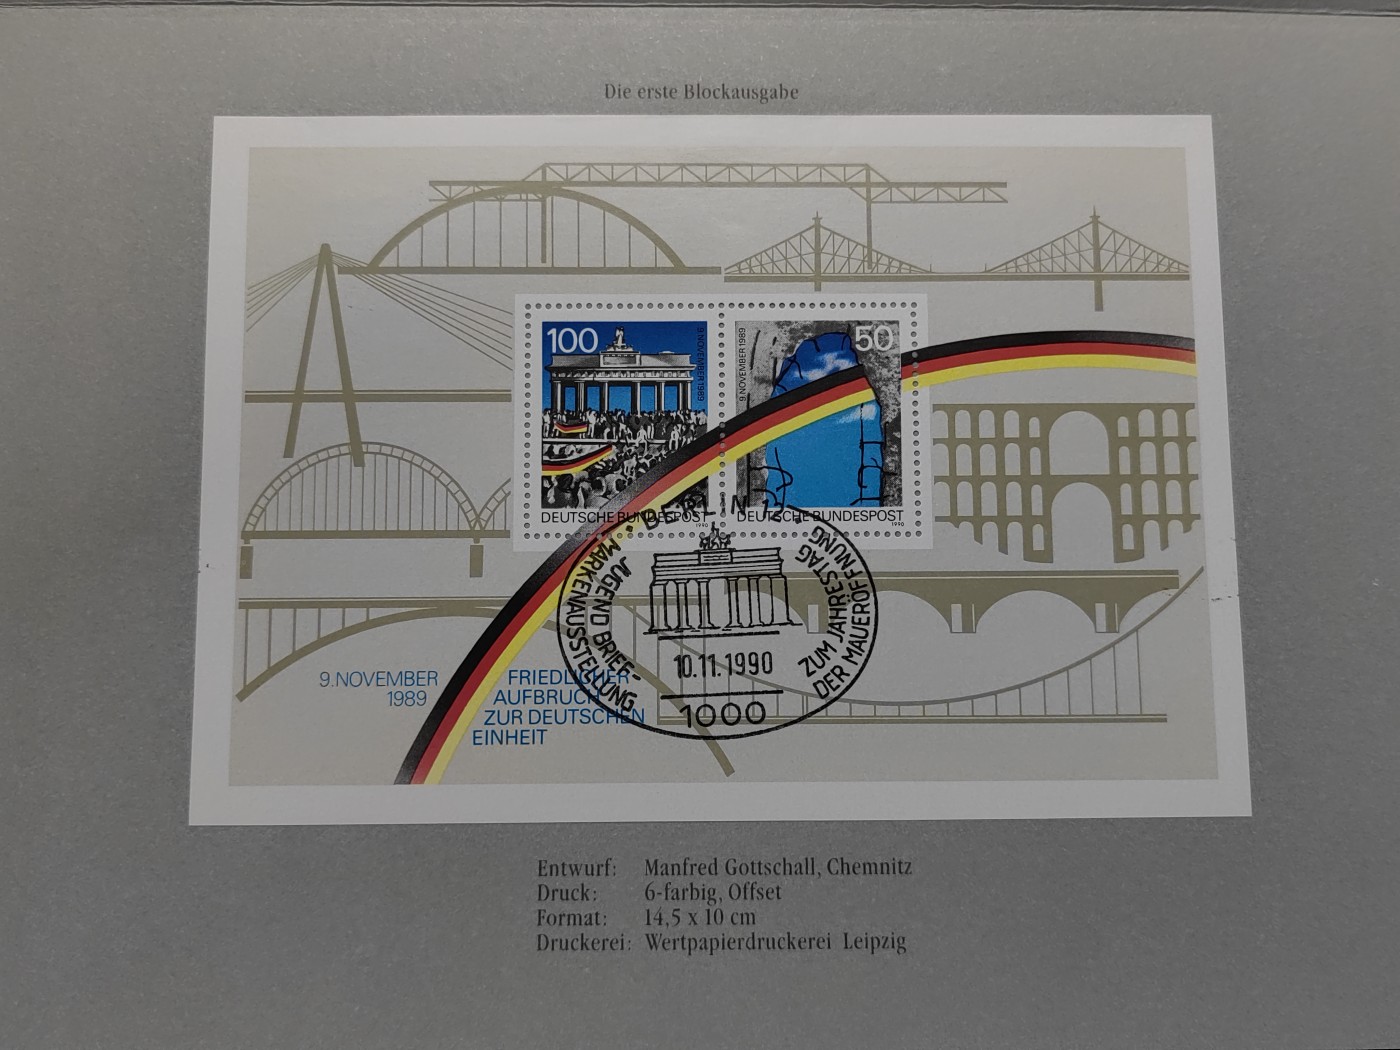 Die erste Blockausgabe
100
9. NOVEMBER 1989
DEUTSCHE BUNDESPOST
1990
50
9. NOVEMBER 1989
DEUTSCHE BUNDESPOST
1990
9. NOVEMBER
1989
FRIEDLICHER
AUFBRUCH
ZUR DEUTSCHEN
EINHEIT
BERLIN 12
JUGEND BRIEF-
MARKENAUSSTELLUNG
ZUM JAHRESTAG
DER MAUERÖFFNUNG
10.11.1990
1000
Entwurf: Manfred Gottschall, Chemnitz
Druck: 6-farbig, Offset
Format: 14,5 x 10 cm
Druckerei: Wertpapierdruckerei Leipzig